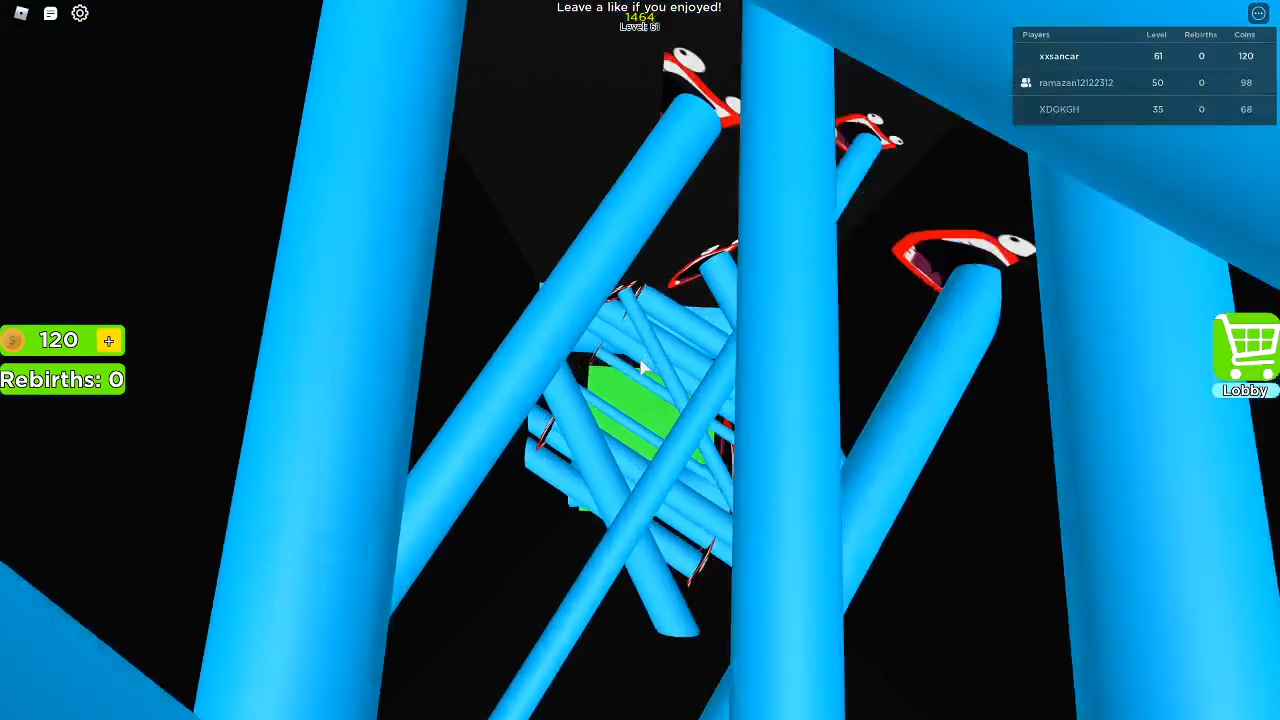 Leave a like if you enjoyed!
1464
Level: 61
Players Level Rebirths Coins
xxsancar 61 0 120
ramazan12122312 50 0 98
XDOKGH 35 0 68
120 +
Rebirths: 0
Lobby